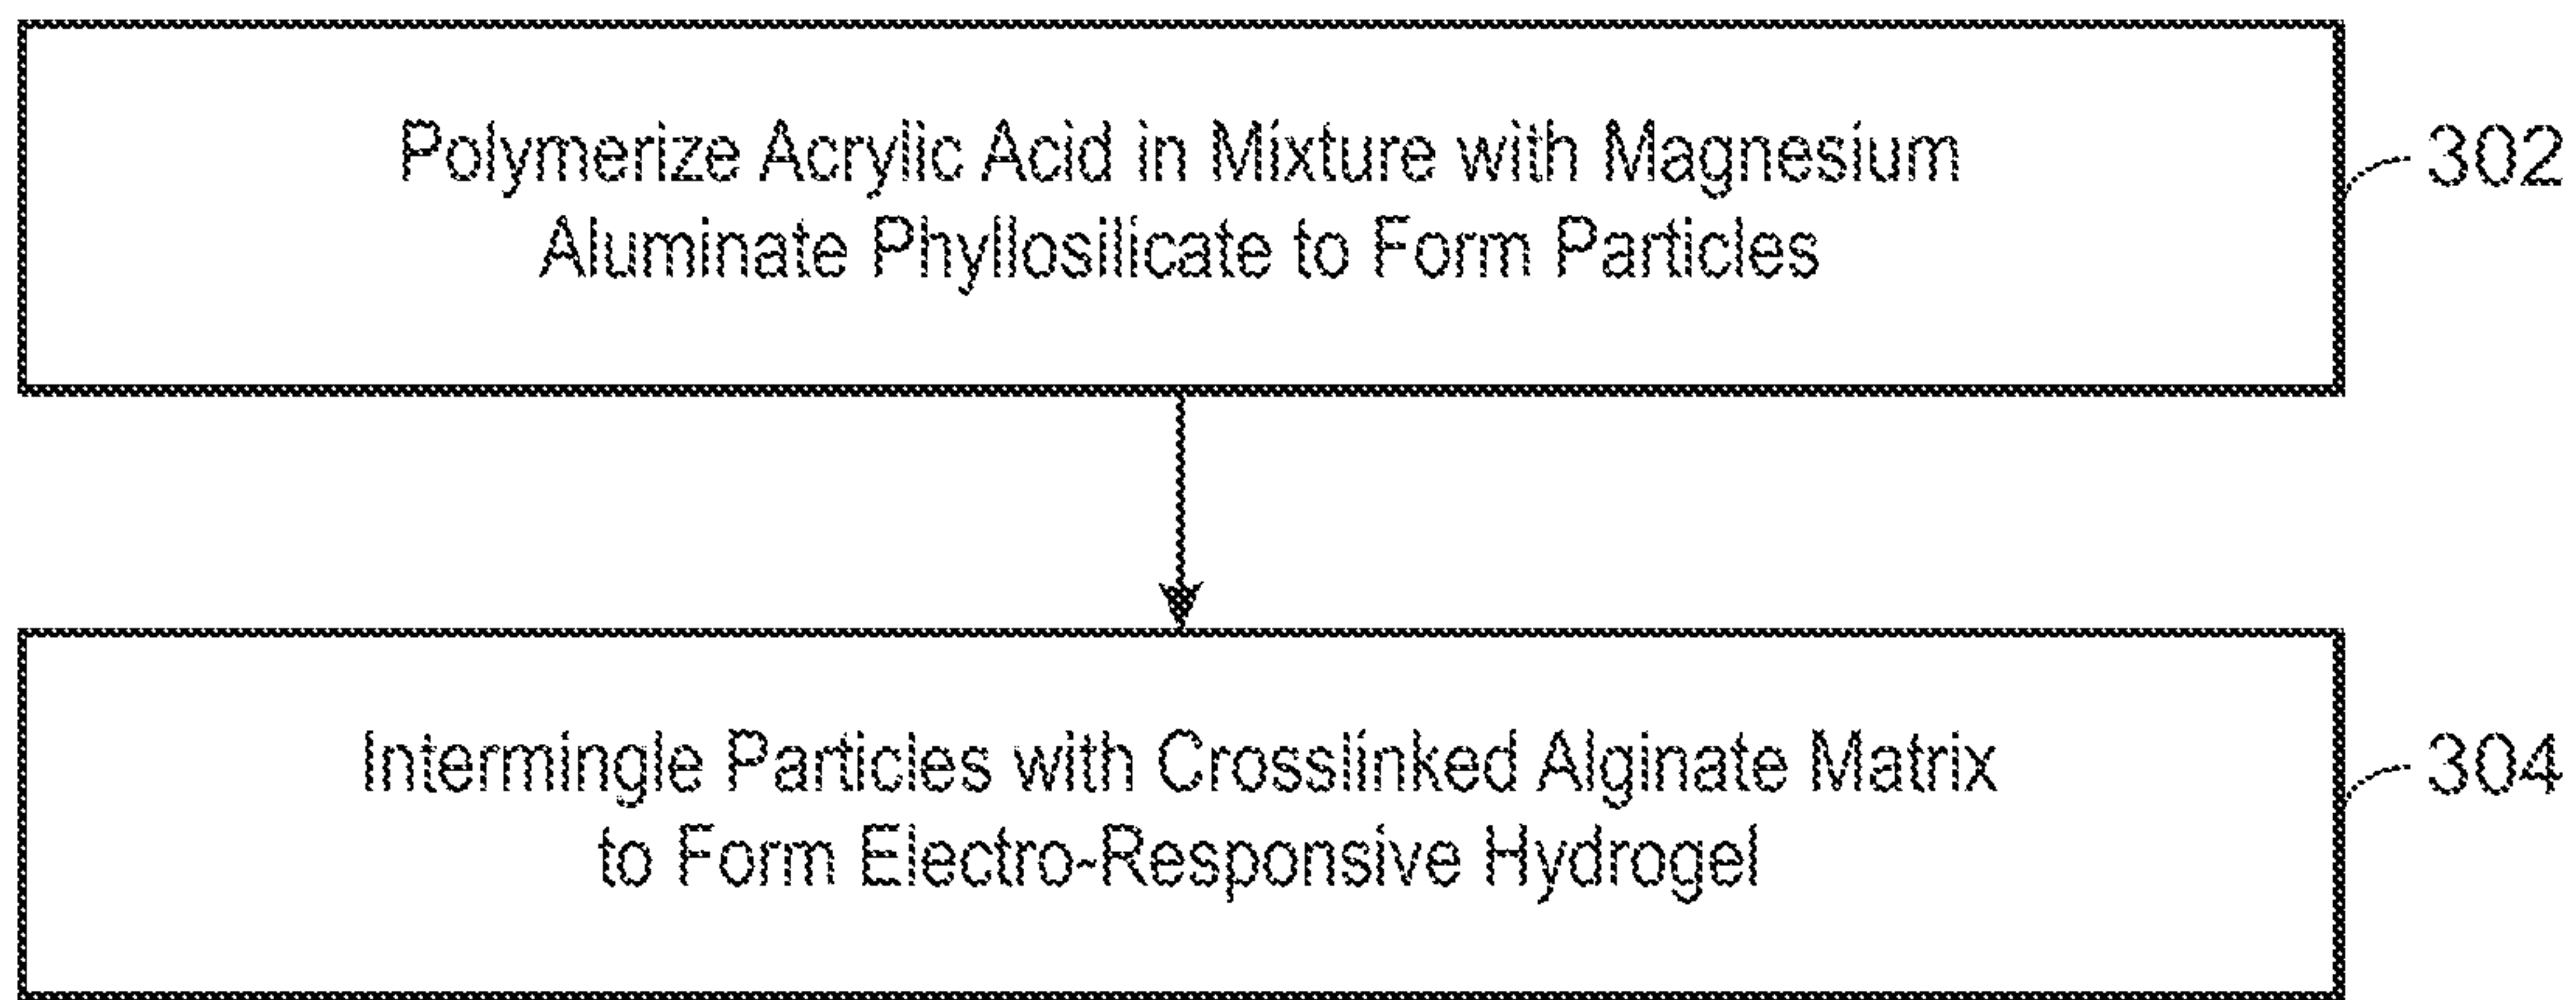 Polymerize Acrylic Acid in Mixture with Magnesium
Aluminate Phyllosilicate to Form Particles
302
Intermingle Particles with Crosslinked Alginate Matrix
to Form Electro-Responsive Hydrogel
304